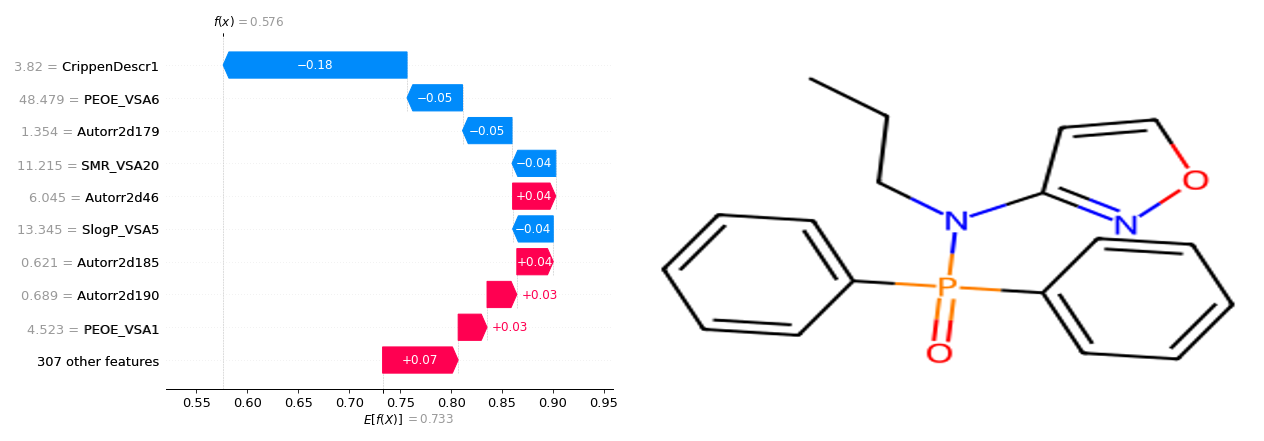 f(x) = 0.576
3.82 = CrippenDescr1
−0.18
48.479 = PEOE_VSA6
−0.05
1.354 = Autorr2d179
−0.05
11.215 = SMR_VSA20
−0.04
6.045 = Autorr2d46
+0.04
13.345 = SlogP_VSA5
−0.04
0.621 = Autorr2d185
+0.04
0.689 = Autorr2d190
+0.03
4.523 = PEOE_VSA1
+0.03
307 other features
+0.07
0.55 0.60 0.65 0.70 0.75 0.80 0.85 0.90 0.95
E[f(X)] = 0.733
O
N
N
P
O